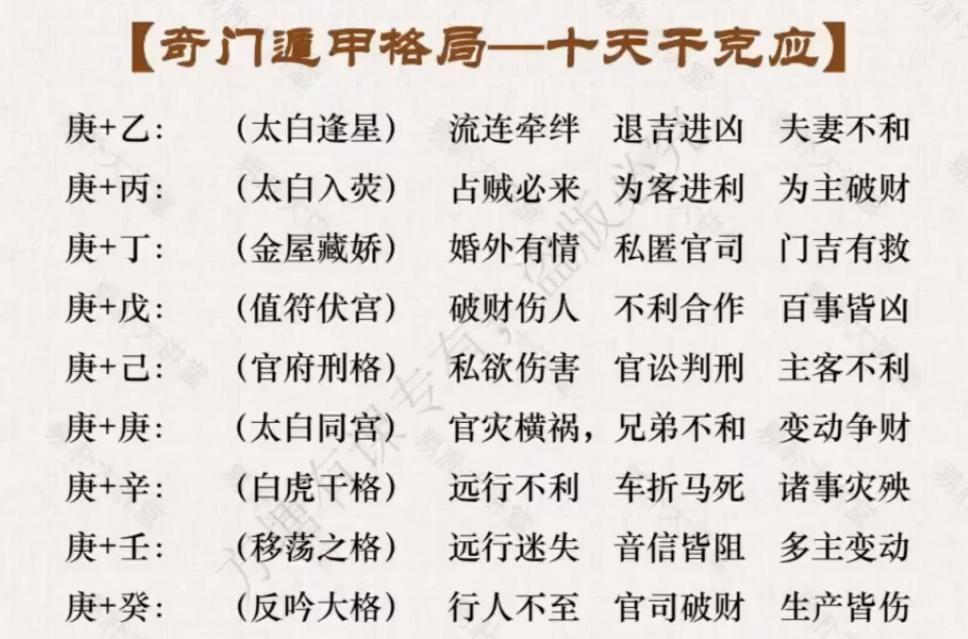 【奇门遁甲格局—十天干克应】
庚+乙： （太白逢星） 流连牵绊 退吉进凶 夫妻不和
庚+丙： （太白入荧） 占贼必来 为客进利 为主破财
庚+丁： （金屋藏娇） 婚外有情 私匿官司 门吉有救
庚+戊： （值符伏宫） 破财伤人 不利合作 百事皆凶
庚+己： （官府刑格） 私欲伤害 官讼判刑 主客不利
庚+庚： （太白同宫） 官灾横祸，兄弟不和 变动争财
庚+辛： （白虎干格） 远行不利 车折马死 诸事灾殃
庚+壬： （移荡之格） 远行迷失 音信皆阻 多主变动
庚+癸： （反吟大格） 行人不至 官司破财 生产皆伤